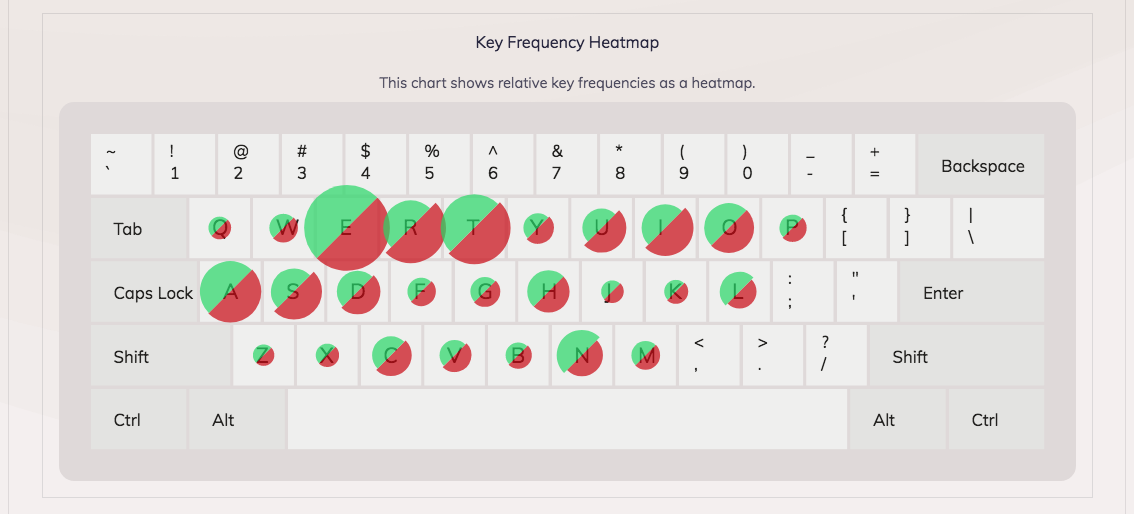 Key Frequency Heatmap
This chart shows relative key frequencies as a heatmap.
~ ! @ # $ % ^ & * ( ) _ +
` 1 2 3 4 5 6 7 8 9 0 - = Backspace
{ } |
Tab Q W E R T Y U I O P [ ] \
: "
Caps Lock A S D F G H J K L ; ' Enter
< > ?
Shift Z X C V B N M , . / Shift
Ctrl Alt Alt Ctrl